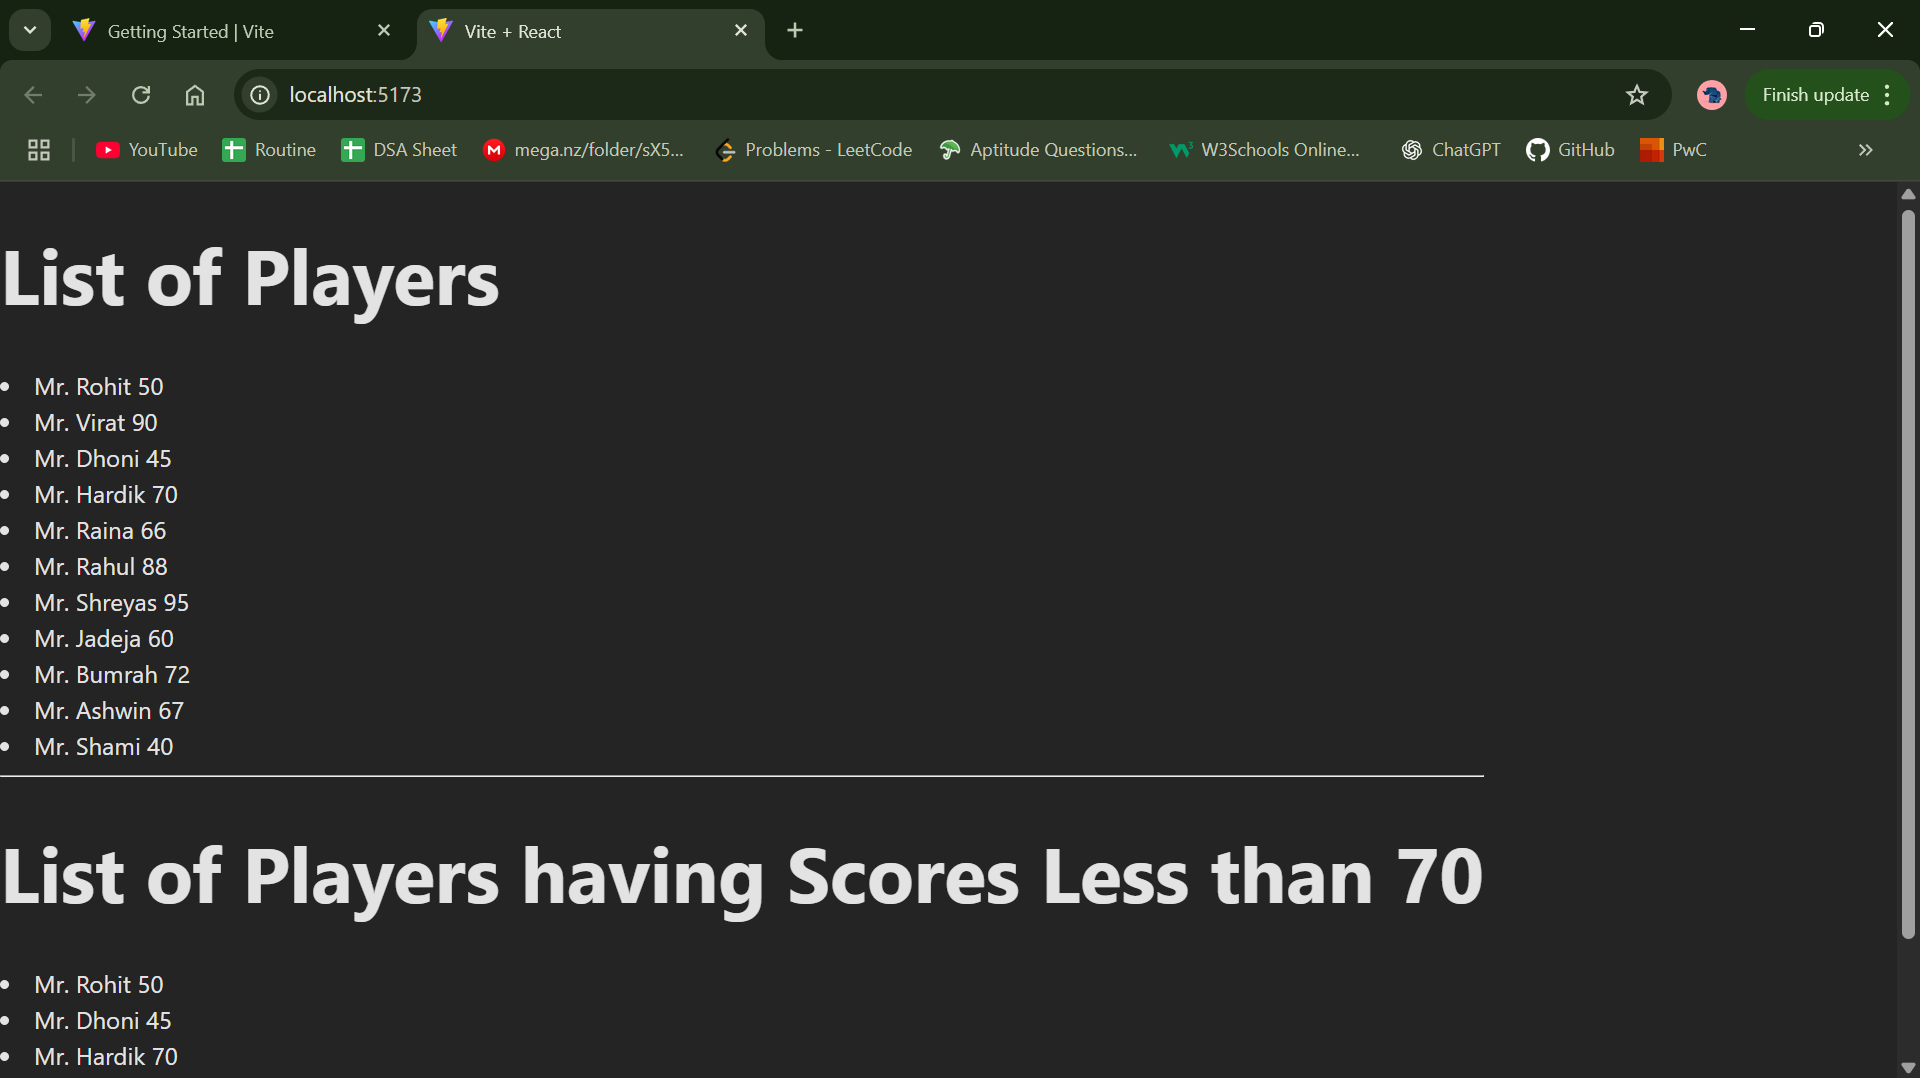 Getting Started | Vite
Vite + React
localhost:5173
Finish update
YouTube
Routine
DSA Sheet
mega.nz/folder/sX5...
Problems - LeetCode
Aptitude Questions...
W3Schools Online...
ChatGPT
GitHub
PwC
List of Players
Mr. Rohit 50
Mr. Virat 90
Mr. Dhoni 45
Mr. Hardik 70
Mr. Raina 66
Mr. Rahul 88
Mr. Shreyas 95
Mr. Jadeja 60
Mr. Bumrah 72
Mr. Ashwin 67
Mr. Shami 40
List of Players having Scores Less than 70
Mr. Rohit 50
Mr. Dhoni 45
Mr. Hardik 70